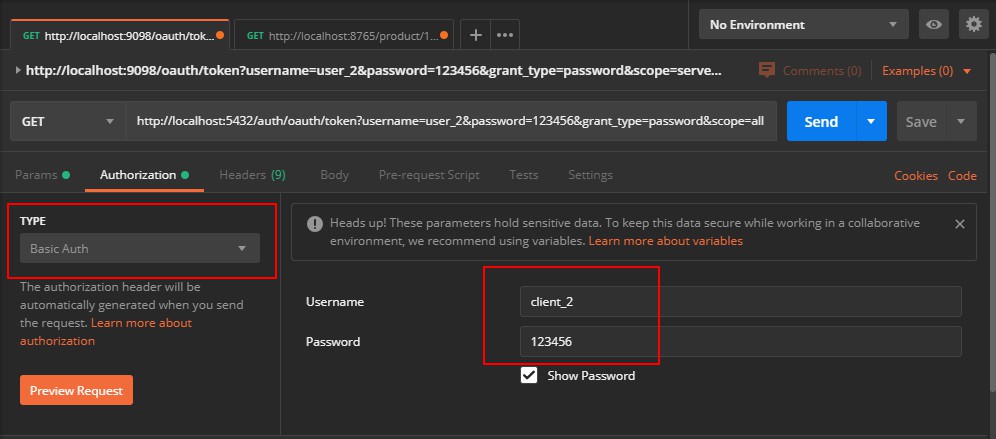 GET http://localhost:9098/oauth/tok...
GET http://localhost:8765/product/1...
No Environment
http://localhost:9098/oauth/token?username=user_2&password=123456&grant_type=password&scope=serve...
Comments (0)
Examples (0)
GET
http://localhost:5432/auth/oauth/token?username=user_2&password=123456&grant_type=password&scope=all
Send
Save
Params
Authorization
Headers (9)
Body
Pre-request Script
Tests
Settings
Cookies
Code
TYPE
Basic Auth
The authorization header will be
automatically generated when you send
the request. Learn more about
authorization
Preview Request
Heads up! These parameters hold sensitive data. To keep this data secure while working in a collaborative
environment, we recommend using variables. Learn more about variables
Username
client_2
Password
123456
Show Password